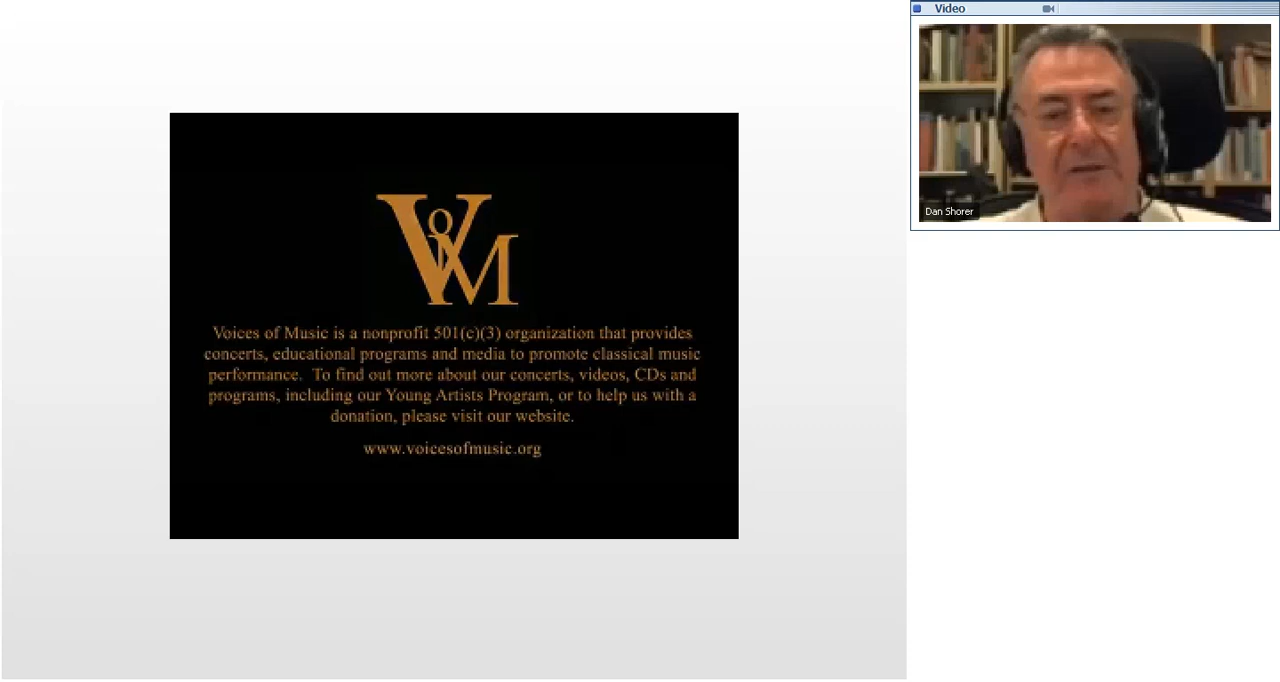 Video
Dan Shorer
VoM
Voices of Music is a nonprofit 501(c)(3) organization that provides
concerts, educational programs and media to promote classical music
performance.  To find out more about our concerts, videos, CDs and
programs, including our Young Artists Program, or to help us with a
donation, please visit our website.
www.voicesofmusic.org